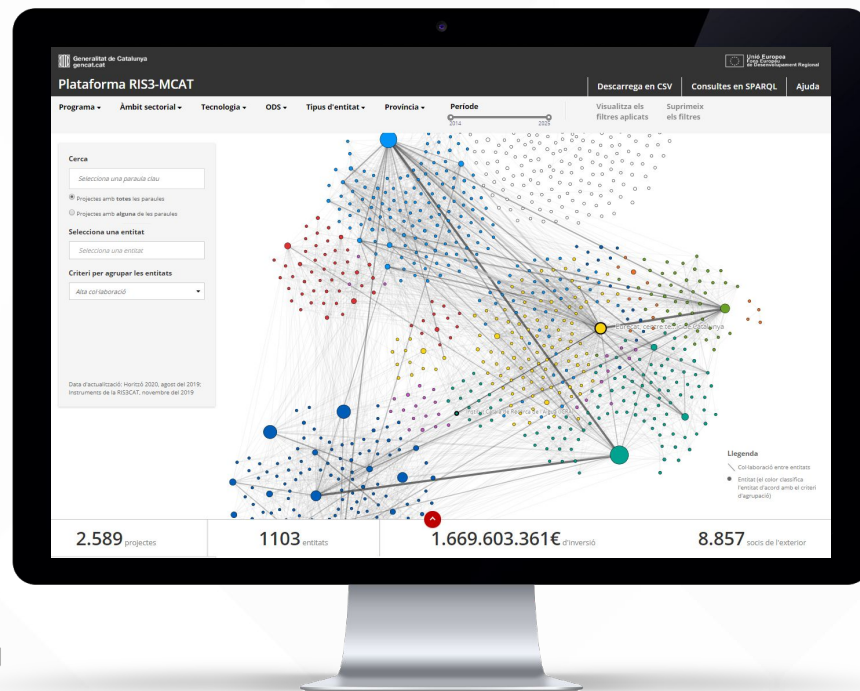 Generalitat de Catalunya
gencat.cat
Unió Europea
Fons Europeu
de Desenvolupament Regional
Plataforma RIS3-MCAT
Descarrega en CSV
Consultes en SPARQL
Ajuda
Programa
Àmbit sectorial
Tecnologia
ODS
Tipus d'entitat
Província
Període
2014
2025
Visualitza els
filtres aplicats
Suprimeix
els filtres
Cerca
Selecciona una paraula clau
Projectes amb totes les paraules
Projectes amb alguna de les paraules
Selecciona una entitat
Selecciona una entitat
Criteri per agrupar les entitats
Alta col·laboració
Data d'actualització: Horitzó 2020, agost del 2019;
Instruments de la RIS3CAT, novembre del 2019
Eurecat, centre tecnològic de Catalunya
Llegenda
Col·laboració entre entitats
Entitat (el color classifica
l'entitat d'acord amb el criteri
d'agrupació)
2.589 projectes
1103 entitats
1.669.603.361€ d'inversió
8.857 socis de l'exterior